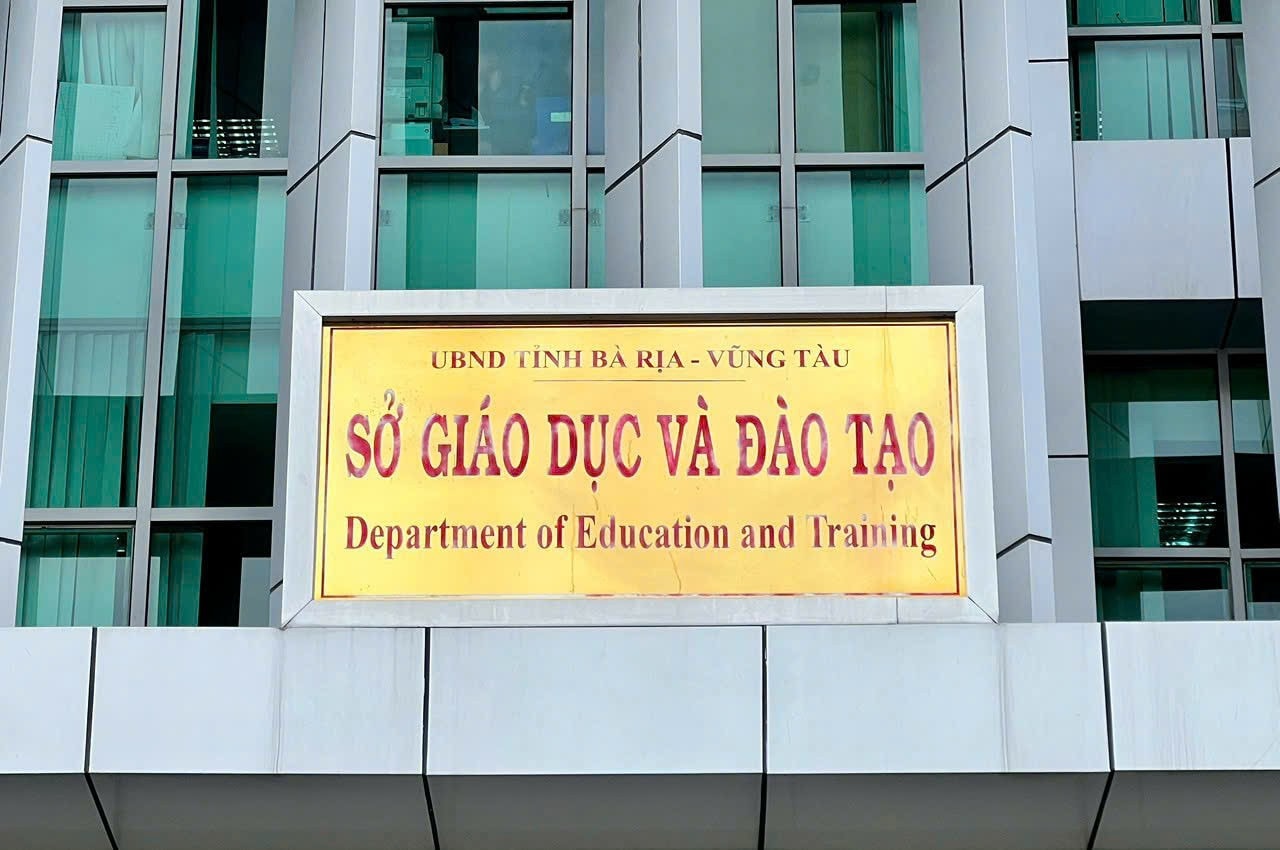 UBND TỈNH BÀ RỊA - VŨNG TÀU
SỞ GIÁO DỤC VÀ ĐÀO TẠO
Department of Education and Training